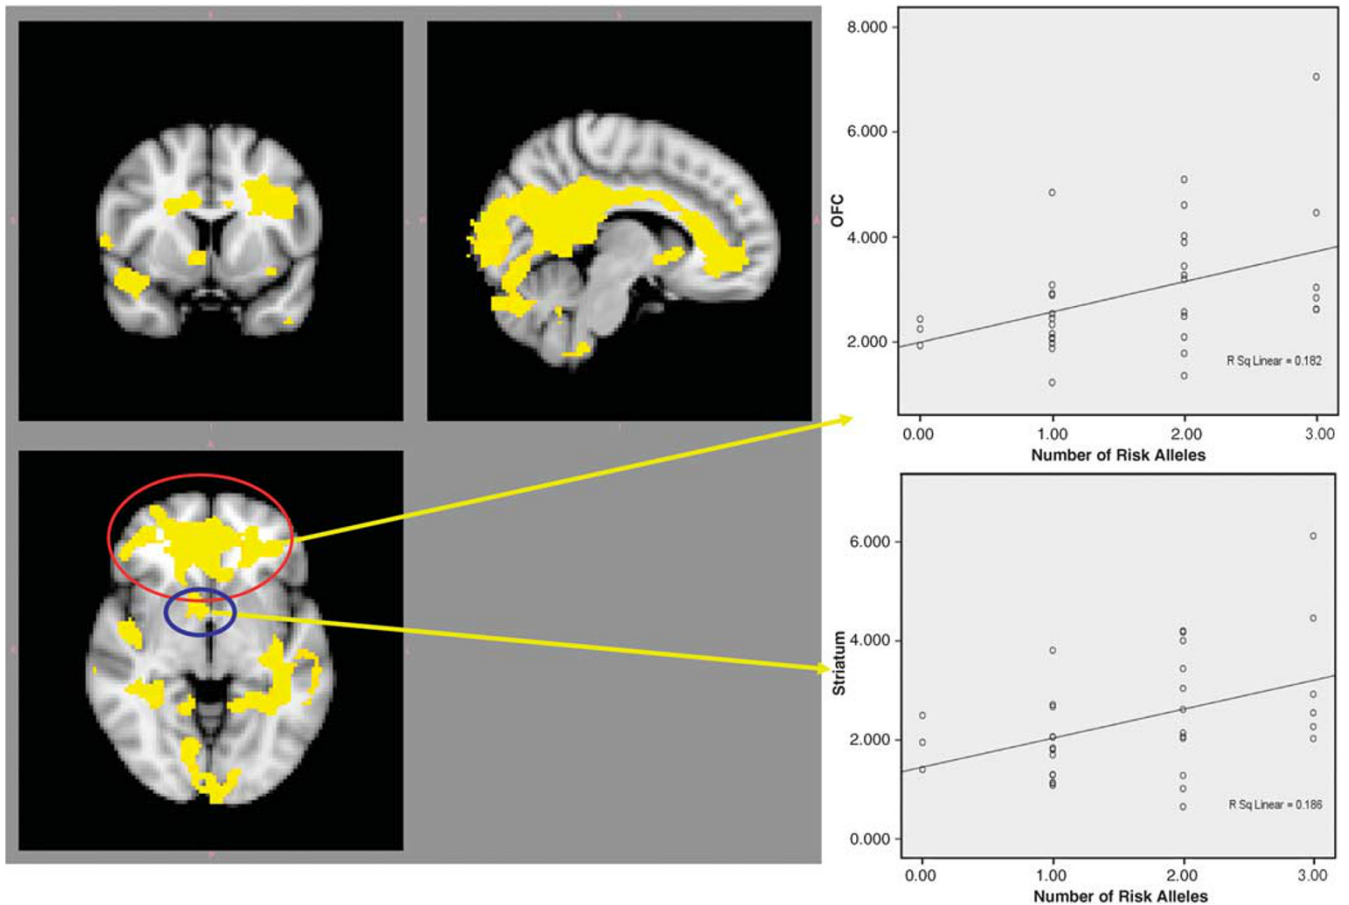 8.000
6.000
4.000
2.000
OFC
R Sq Linear = 0.182
0.00 1.00 2.00 3.00
Number of Risk Alleles
6.000
4.000
2.000
0.000
Striatum
R Sq Linear = 0.186
0.00 1.00 2.00 3.00
Number of Risk Alleles